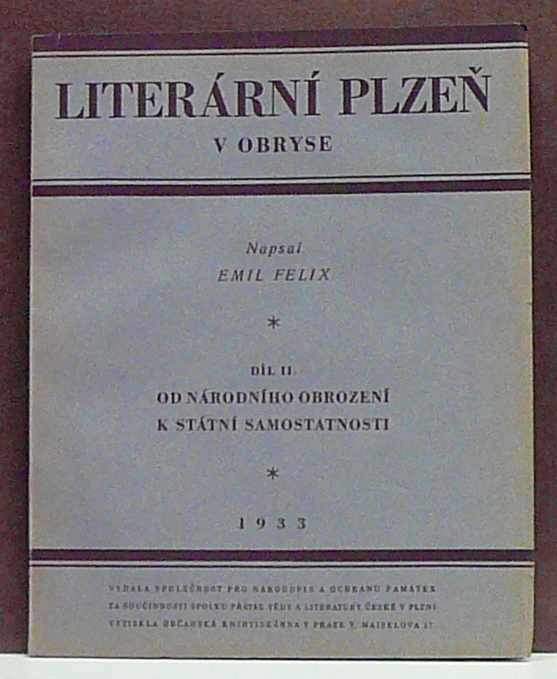 LITERÁRNÍ PLZEŇ
V OBRYSE
Napsal
EMIL FELIX
*
DÍL II.
OD NÁRODNÍHO OBROZENÍ
K STÁTNÍ SAMOSTATNOSTI
*
1933
VYDALA SPOLEČNOST PRO NÁRODOPIS A OCHRANU PAMÁTEK
ZA SOUČINNOSTI SPOLKU PŘÁTEL VĚDY A LITERATURY ČESKÉ V PLZNI
VYTISKLA OBČANSKÁ KNIHTISKÁRNA V PRAZE V, MAISELOVA